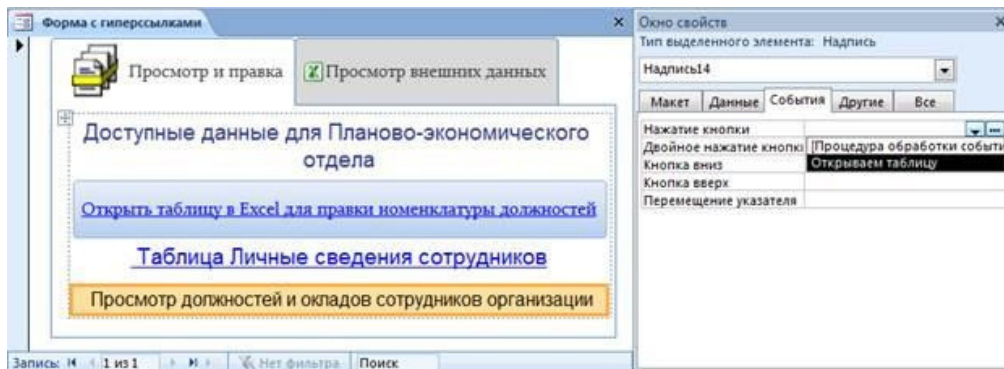 Форма с гиперссылками
Просмотр и правка
Просмотр внешних данных
Доступные данные для Планово-экономического
отдела
Открыть таблицу в Excel для правки номенклатуры должностей
Таблица Личные сведения сотрудников
Просмотр должностей и окладов сотрудников организации
Запись: 1 из 1 Нет фильтра Поиск
Окно свойств
Тип выделенного элемента: Надпись
Надпись14
Макет Данные События Другие Все
Нажатие кнопки
Двойное нажатие кнопки [Процедура обработки событи
Кнопка вниз Открываем таблицу
Кнопка вверх
Перемещение указателя